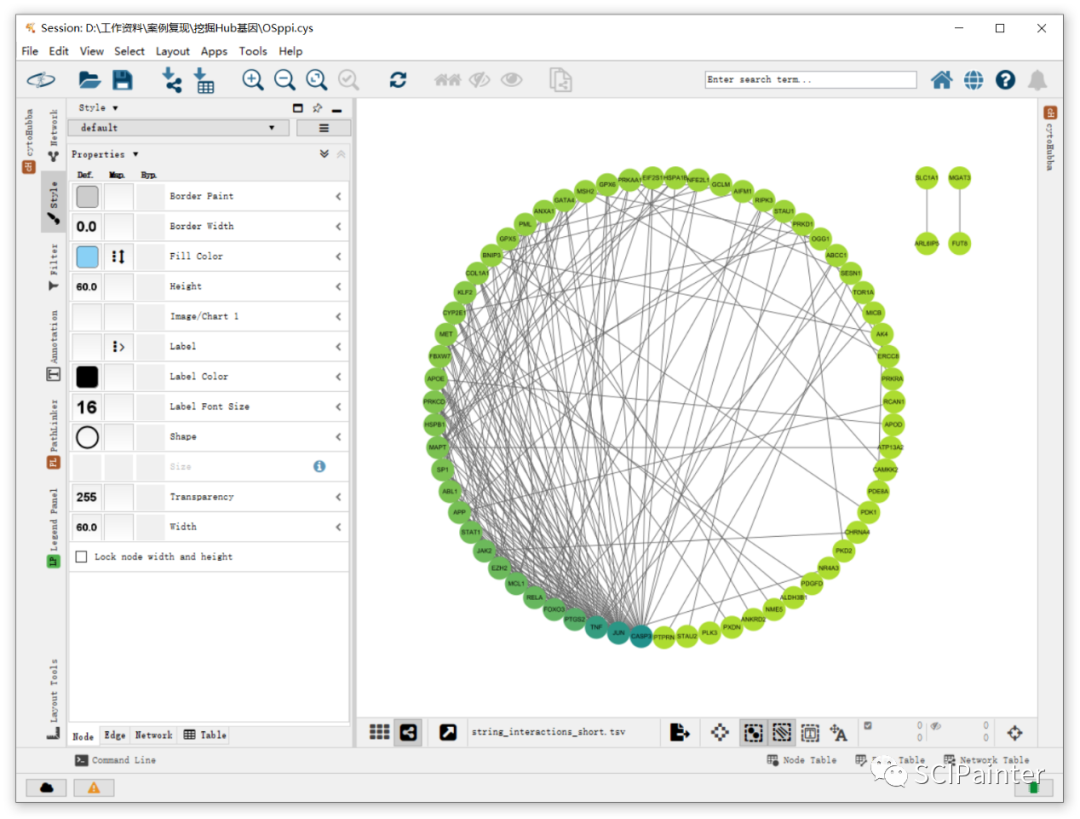 Session: D:\工作资料\案例复现\挖掘Hub基因\OSppi.cys
File Edit View Select Layout Apps Tools Help
Enter search term...
Style
default
Properties
Def. Map. Byp.
Border Paint
0.0 Border Width
Fill Color
60.0 Height
Image/Chart 1
Label
Label Color
16 Label Font Size
Shape
Size
255 Transparency
60.0 Width
Lock node width and height
Node Edge Network Table
Command Line
cytoHubba
Network
Style
Filter
Annotation
PathLinker
Legend Panel
Layout Tools
PRKAA1
EIF2S1
HSPA1B
NFE2L1
GCLM
AIFM1
RIPK3
STAU1
PRKD1
OGG1
ABCC1
SESN1
TOR1A
MICB
AK4
ERCC6
PRKRA
RCAN1
APOD
ATP13A2
CAMKK2
PDE8A
PDK1
CHRNA4
PKD2
NR4A3
PDGFD
ALDH3B1
NME5
ANKRD2
PXDN
PLK3
STAU2
PTPRN
CASP3
JUN
TNF
PTGS2
FOXO3
RELA
MCL1
EZH2
JAK2
STAT1
APP
ABL1
SP1
MAPT
HSPB1
PRKCD
APOE
FBXW7
MET
CYP2E1
KLF2
COL1A1
BNIP3
GPX5
PML
ANXA1
GATA4
MSH2
GPX6
SLC1A1
MGAT3
ARL6IP5
FUT8
string_interactions_short.tsv
0 0
0 0
Node Table
Table
Network Table
cytoHubba
SCIPainter